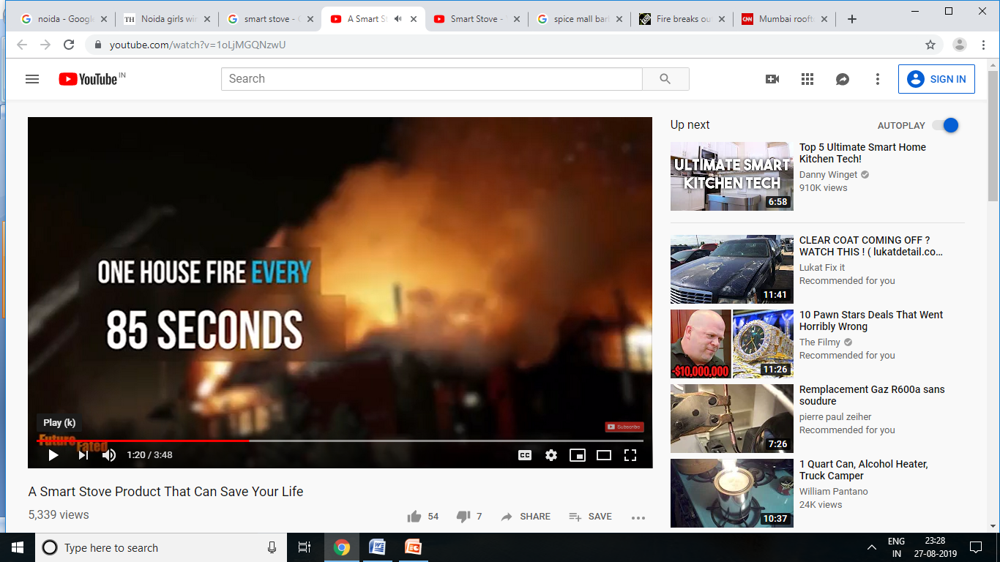 noida - Googl
Noida girls wi
smart stove - G
A Smart S
Smart Stove -
spice mall bar
Fire breaks ou
CNN
Mumbai roofto
youtube.com/watch?v=1oLjMGQNzwU
YouTube IN
Search
SIGN IN
ONE HOUSE FIRE EVERY
85 SECONDS
Play (k)
Future
Fated
Subscribe
1:20 / 3:48
CC
A Smart Stove Product That Can Save Your Life
5,339 views
54
7
SHARE
SAVE
Up next
AUTOPLAY
ULTIMATE SMART
KITCHEN TECH
6:58
Top 5 Ultimate Smart Home
Kitchen Tech!
Danny Winget
910K views
11:41
CLEAR COAT COMING OFF ?
WATCH THIS ! ( lukatdetail.co...
Lukat Fix it
Recommended for you
-$10,000,000
11:26
10 Pawn Stars Deals That Went
Horribly Wrong
The Filmy
Recommended for you
7:26
Remplacement Gaz R600a sans
soudure
pierre paul zeiher
Recommended for you
10:37
1 Quart Can, Alcohol Heater,
Truck Camper
William Pantano
24K views
Type here to search
ENG
IN
23:28
27-08-2019